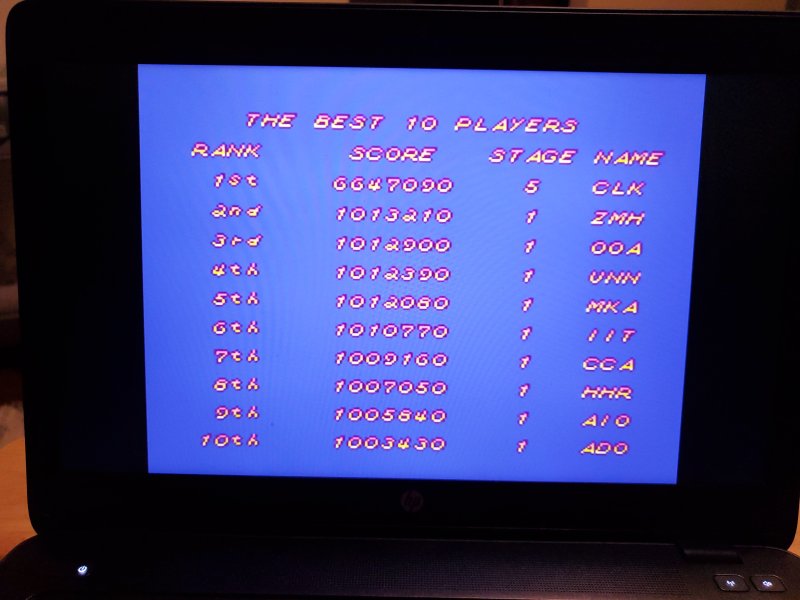 THE BEST 10 PLAYERS
RANK SCORE STAGE NAME
1st 6647090 5 CLK
2nd 1013210 1 ZMH
3rd 1012900 1 OOA
4th 1012390 1 UNN
5th 1012080 1 MKA
6th 1010770 1 IIT
7th 1009160 1 CCA
8th 1007050 1 HHR
9th 1005840 1 AIO
10th 1003430 1 ADO
hp